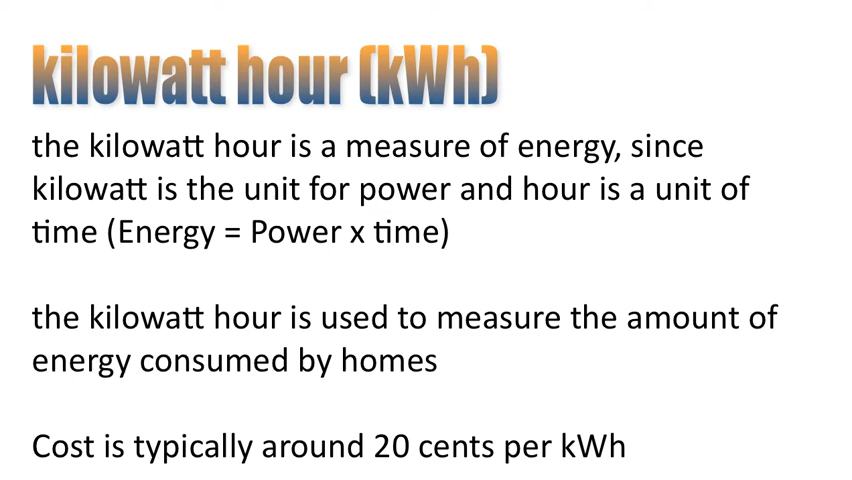 kilowatt hour (kWh)
the kilowatt hour is a measure of energy, since
kilowatt is the unit for power and hour is a unit of
time (Energy = Power x time)
the kilowatt hour is used to measure the amount of
energy consumed by homes
Cost is typically around 20 cents per kWh